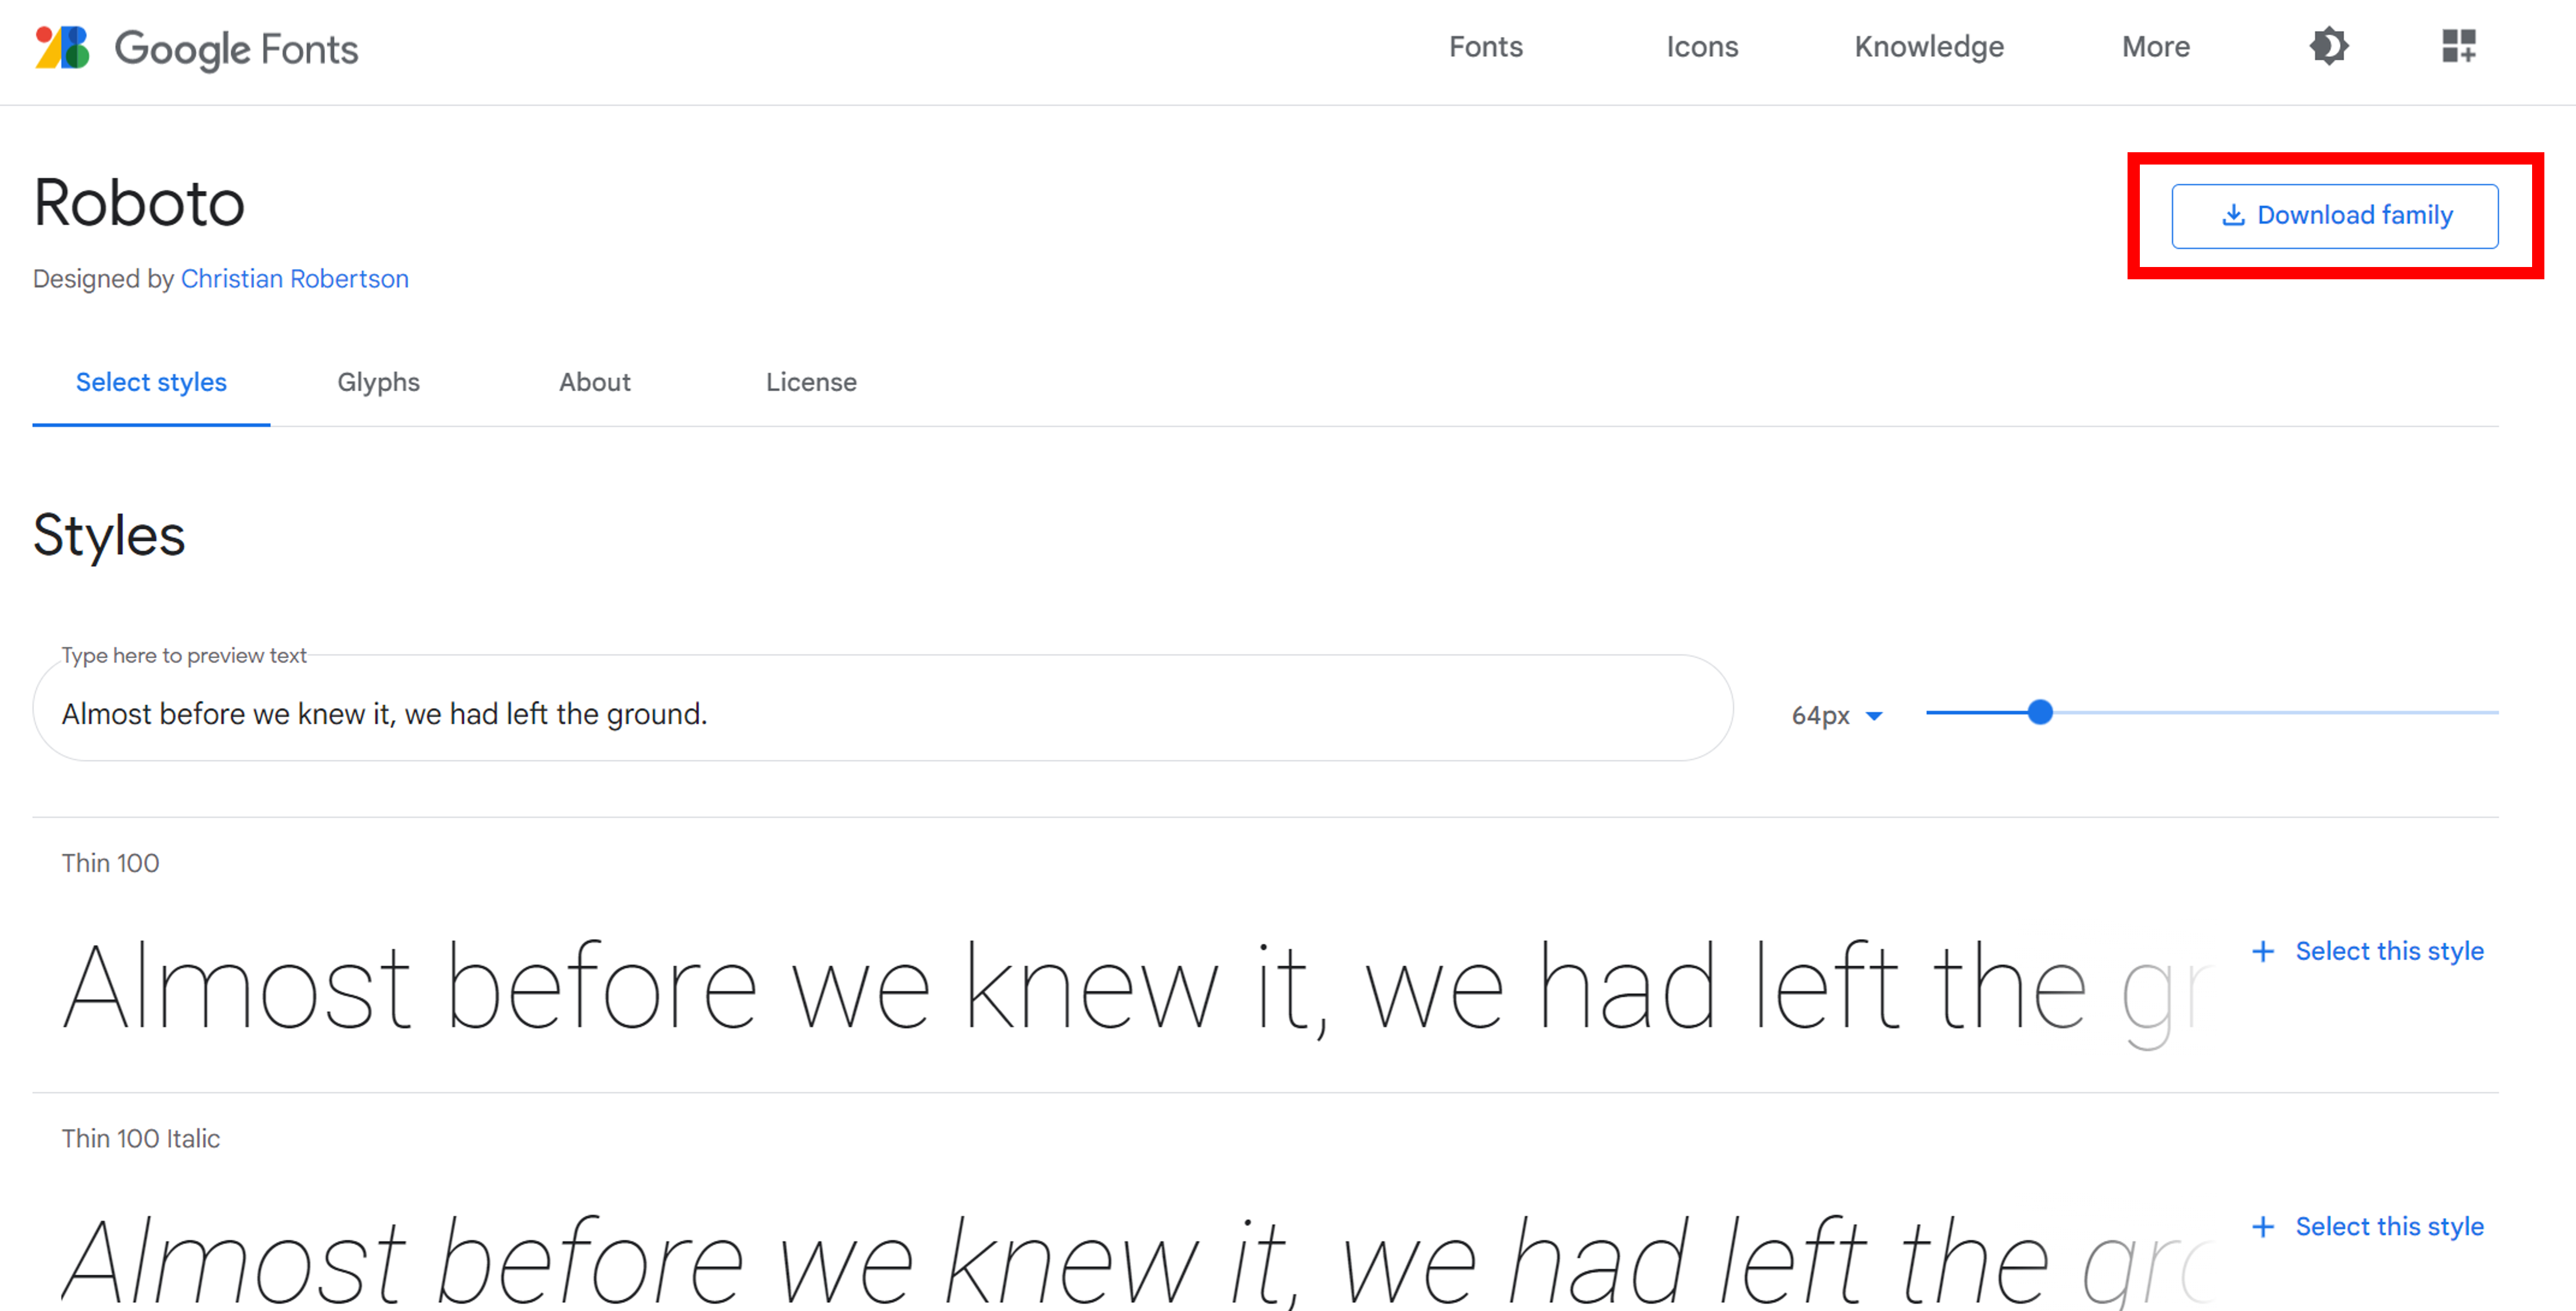 Google Fonts
Fonts
Icons
Knowledge
More
Roboto
Download family
Designed by Christian Robertson
Select styles
Glyphs
About
License
Styles
Type here to preview text
Almost before we knew it, we had left the ground.
64px
Thin 100
Almost before we knew it, we had left the gr
Select this style
Thin 100 Italic
Almost before we knew it, we had left the gro
Select this style